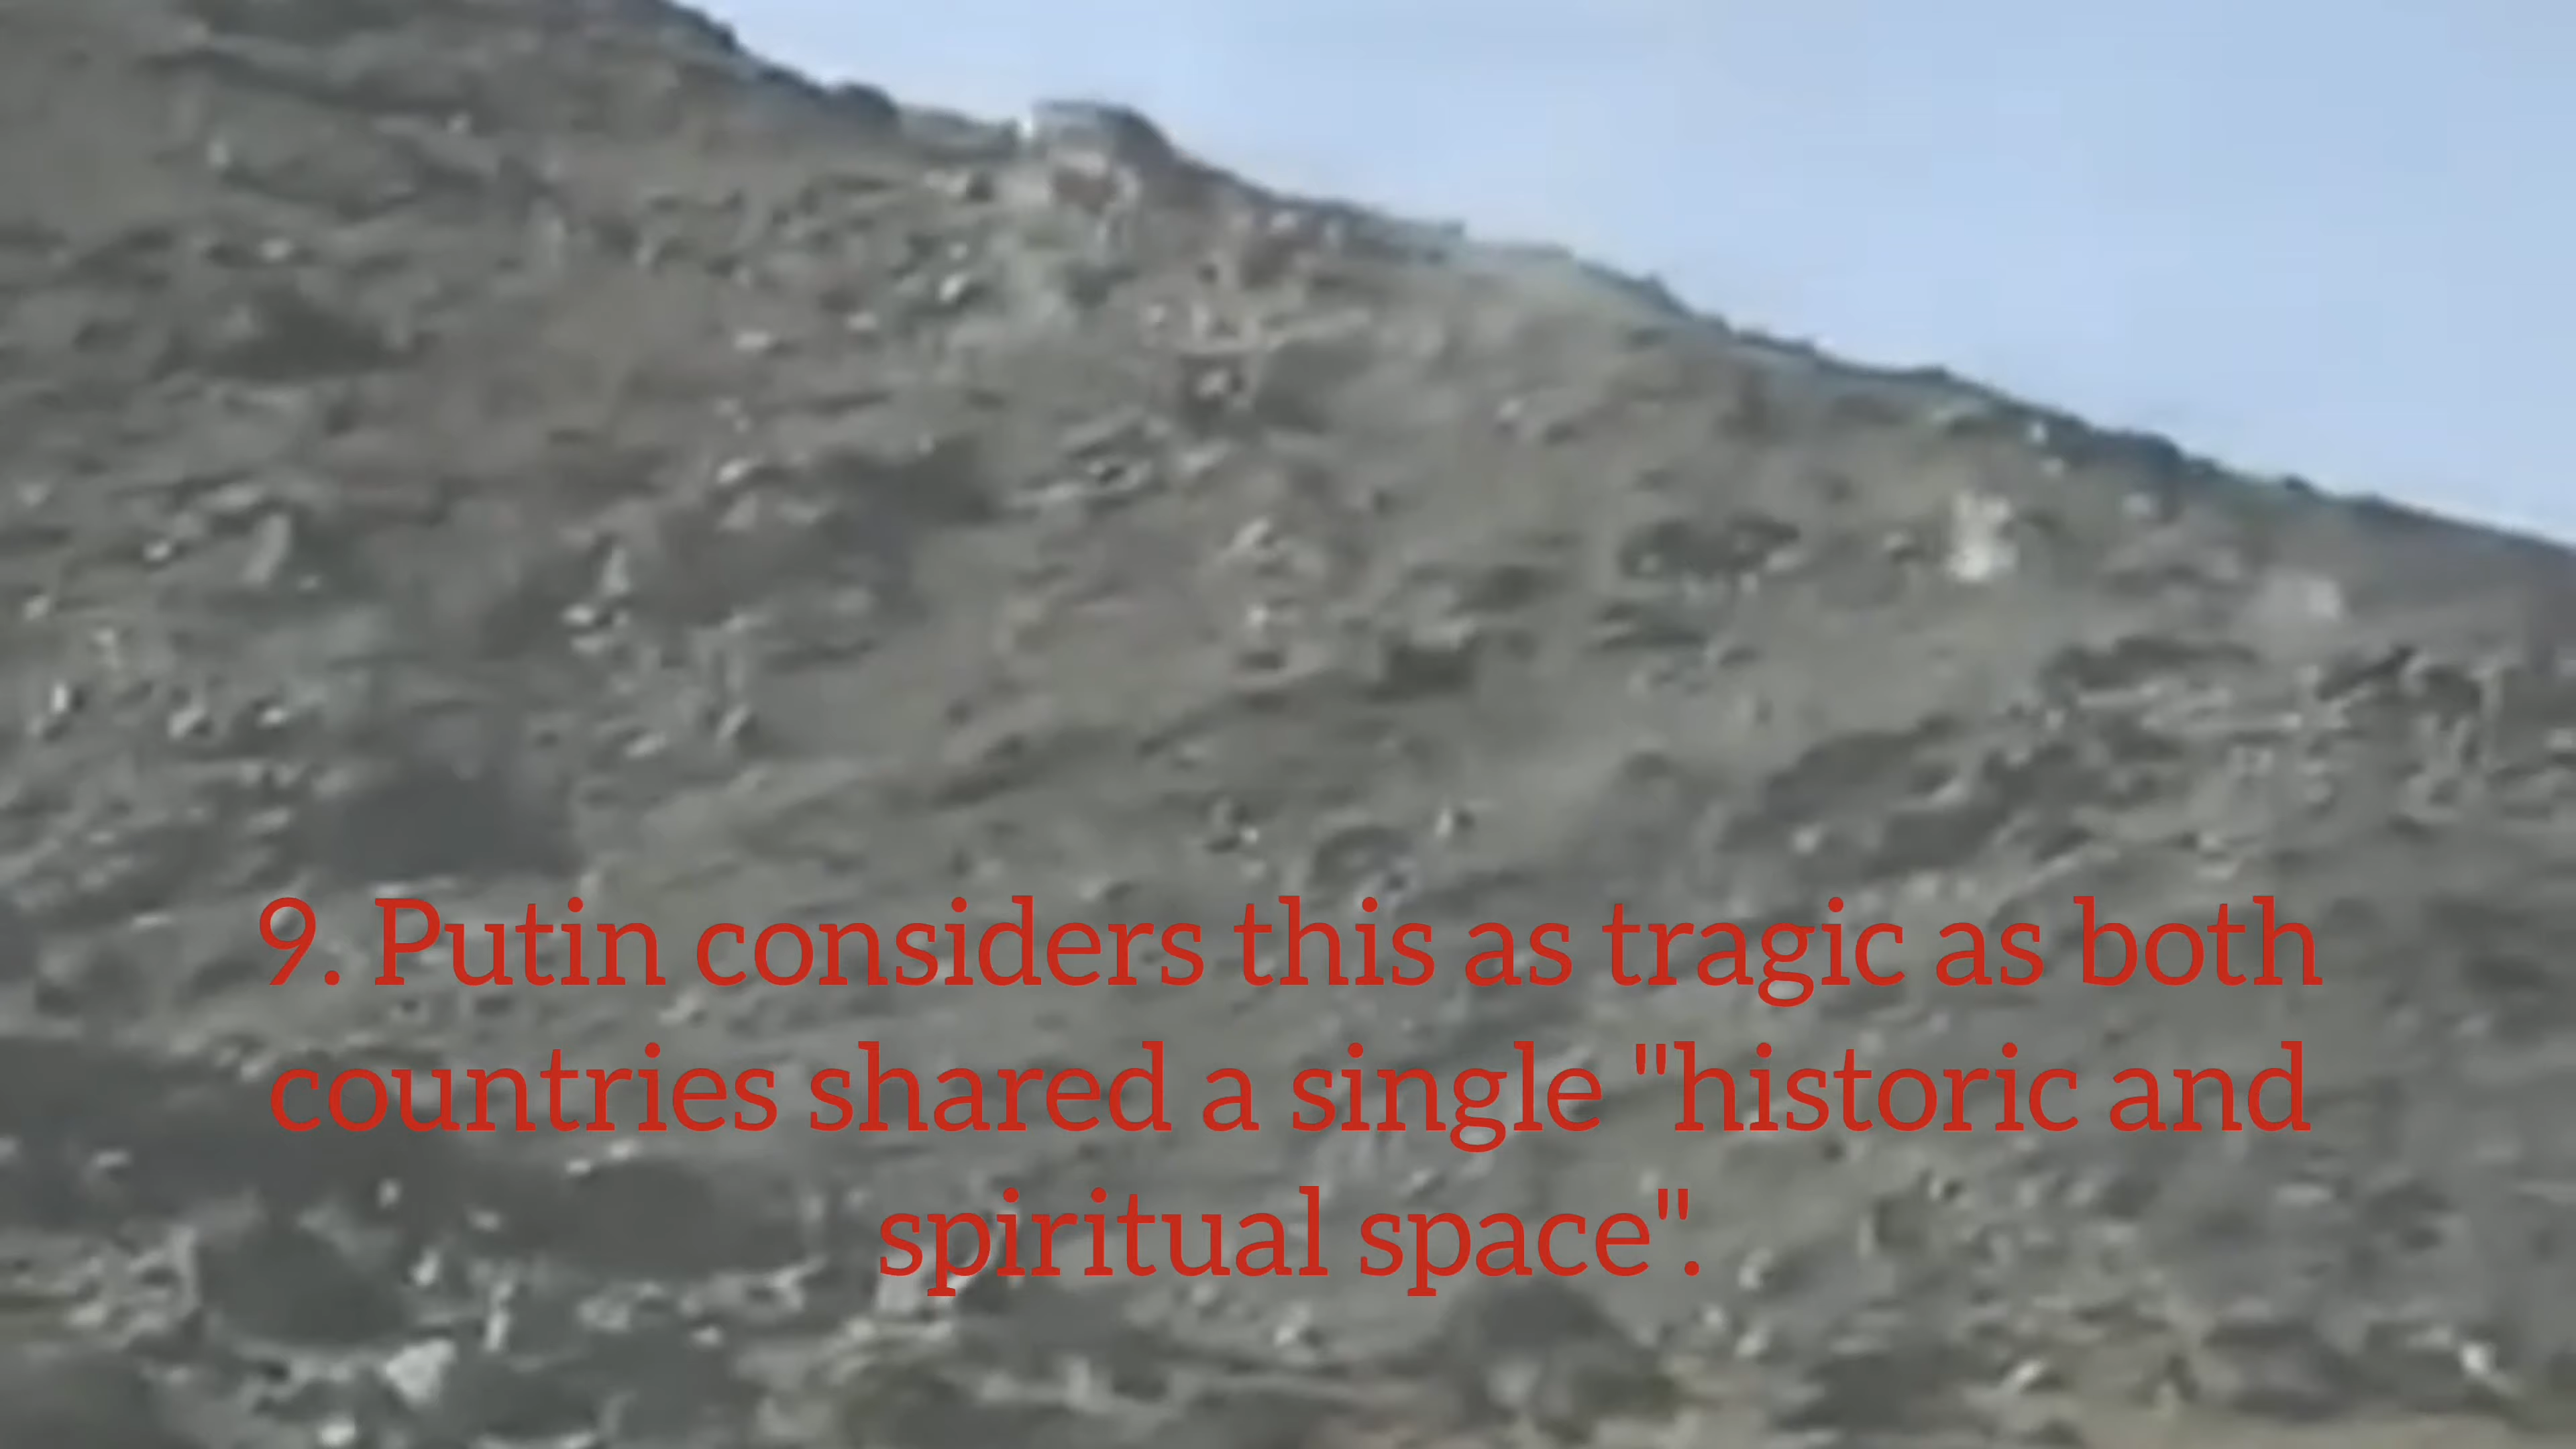 9. Putin considers this as tragic as both
countries shared a single "historic and
spiritual space".